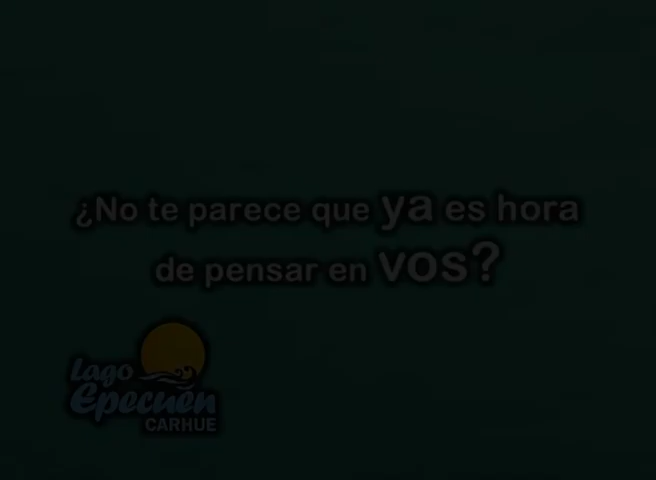 ¿No te parece que ya es hora
de pensar en vos?
Lago
Epecuén
CARHUE